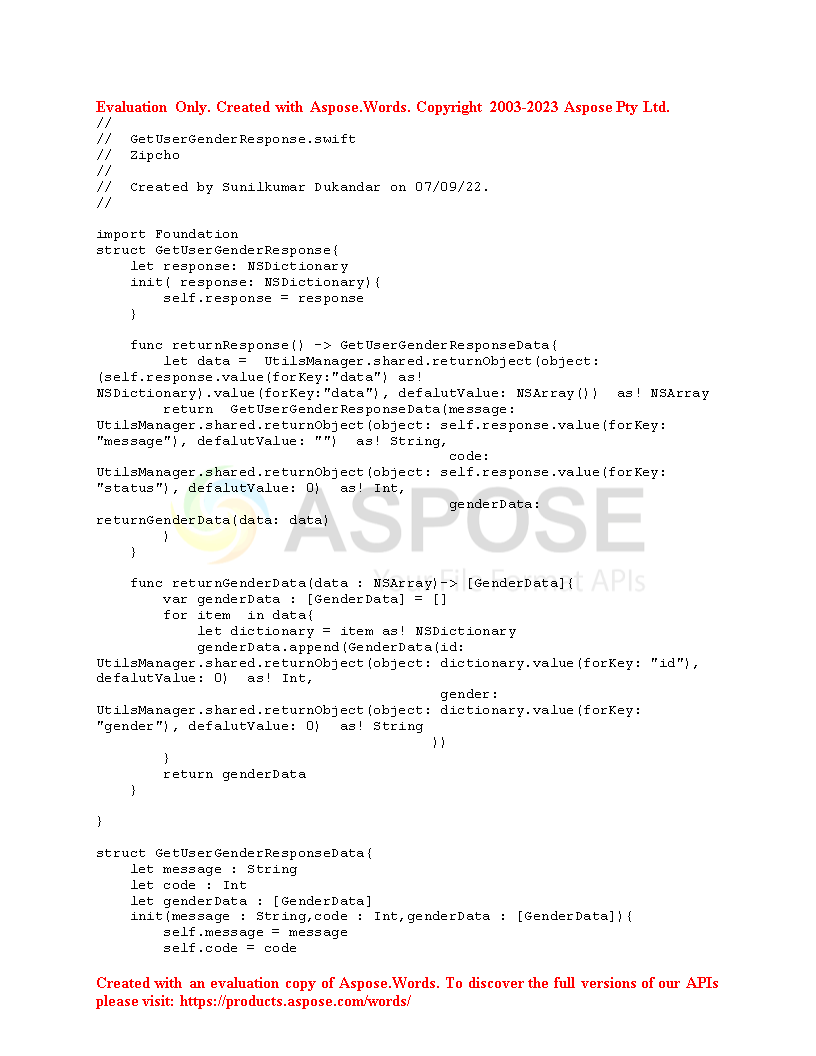 Evaluation Only. Created with Aspose.Words. Copyright 2003-2023 Aspose Pty Ltd.
//
//  GetUserGenderResponse.swift
//  Zipcho
//
//  Created by Sunilkumar Dukandar on 07/09/22.
//
import Foundation
struct GetUserGenderResponse{
    let response: NSDictionary
    init( response: NSDictionary){
        self.response = response
    }
    func returnResponse() -> GetUserGenderResponseData{
        let data =  UtilsManager.shared.returnObject(object:
(self.response.value(forKey:"data") as!
NSDictionary).value(forKey:"data"), defalutValue: NSArray())  as! NSArray
        return  GetUserGenderResponseData(message:
UtilsManager.shared.returnObject(object: self.response.value(forKey:
"message"), defalutValue: "")  as! String,
                                          code:
UtilsManager.shared.returnObject(object: self.response.value(forKey:
"status"), defalutValue: 0)  as! Int,
                                          genderData:
returnGenderData(data: data)
        )
    }
ASPOSE
Your File Format APIs
    func returnGenderData(data : NSArray)-> [GenderData]{
        var genderData : [GenderData] = []
        for item  in data{
            let dictionary = item as! NSDictionary
            genderData.append(GenderData(id:
UtilsManager.shared.returnObject(object: dictionary.value(forKey: "id"),
defalutValue: 0)  as! Int,
                                         gender:
UtilsManager.shared.returnObject(object: dictionary.value(forKey:
"gender"), defalutValue: 0)  as! String
                                        ))
        }
        return genderData
    }
}
struct GetUserGenderResponseData{
    let message : String
    let code : Int
    let genderData : [GenderData]
    init(message : String,code : Int,genderData : [GenderData]){
        self.message = message
        self.code = code
Created with an evaluation copy of Aspose.Words. To discover the full versions of our APIs
please visit: https://products.aspose.com/words/